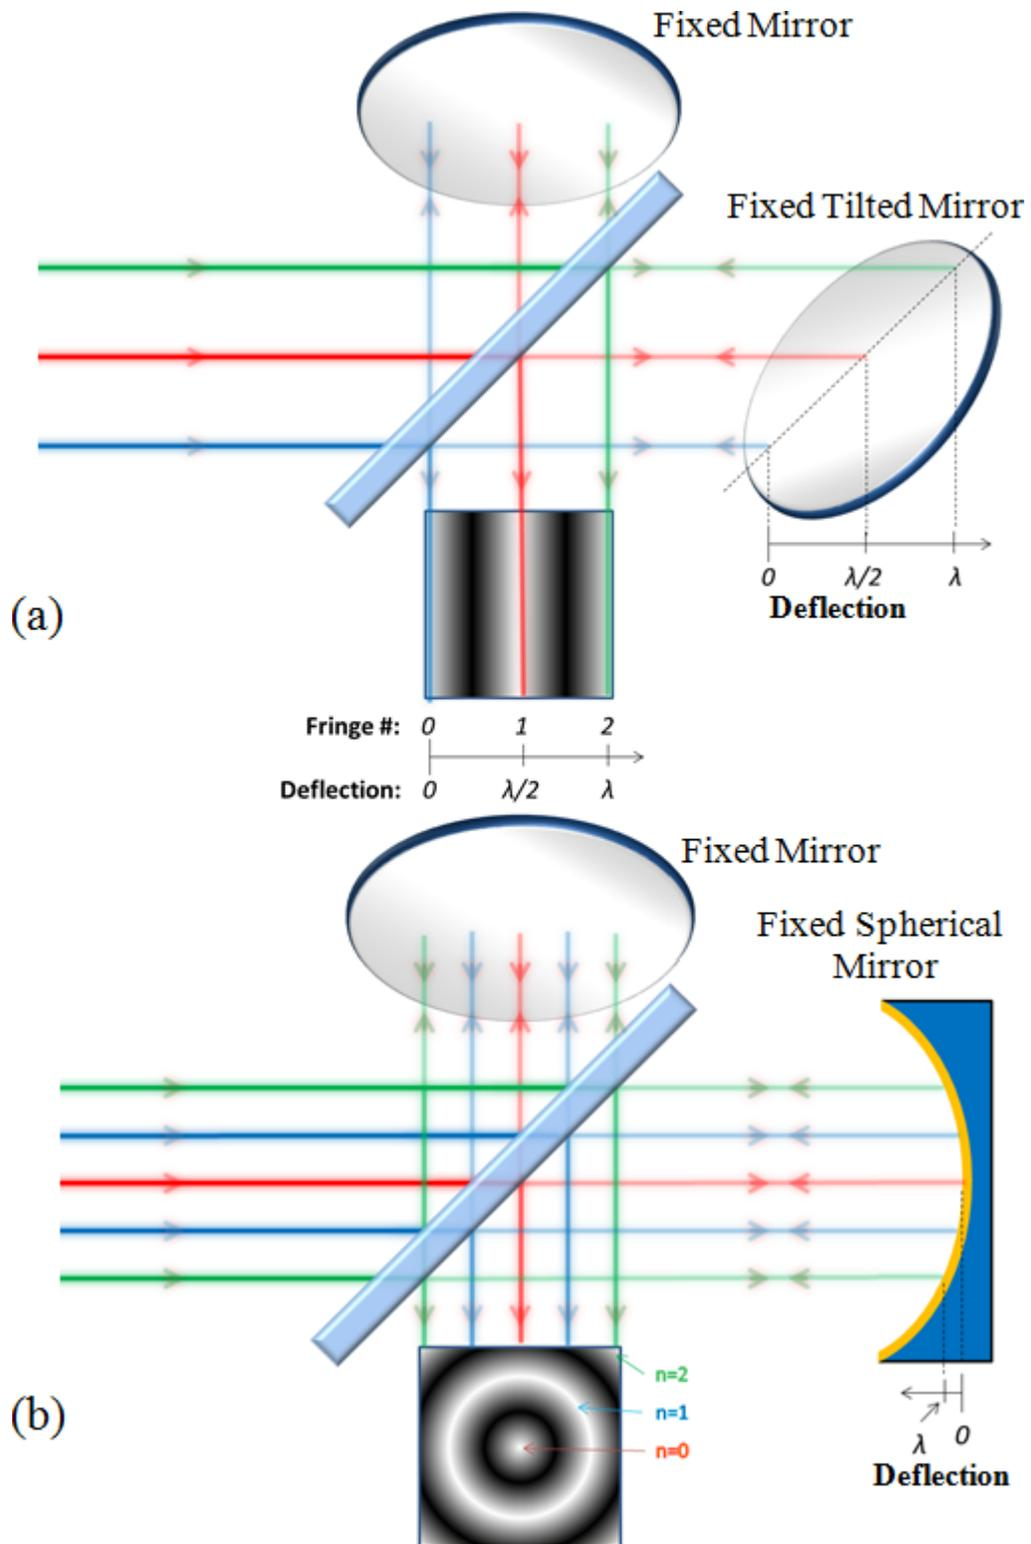 Fixed Mirror
Fixed Tilted Mirror
0 λ/2 λ
Deflection
(a)
Fringe #: 0 1 2
Deflection: 0 λ/2 λ
Fixed Mirror
Fixed Spherical
Mirror
n=2
n=1
n=0
(b)
λ 0
Deflection